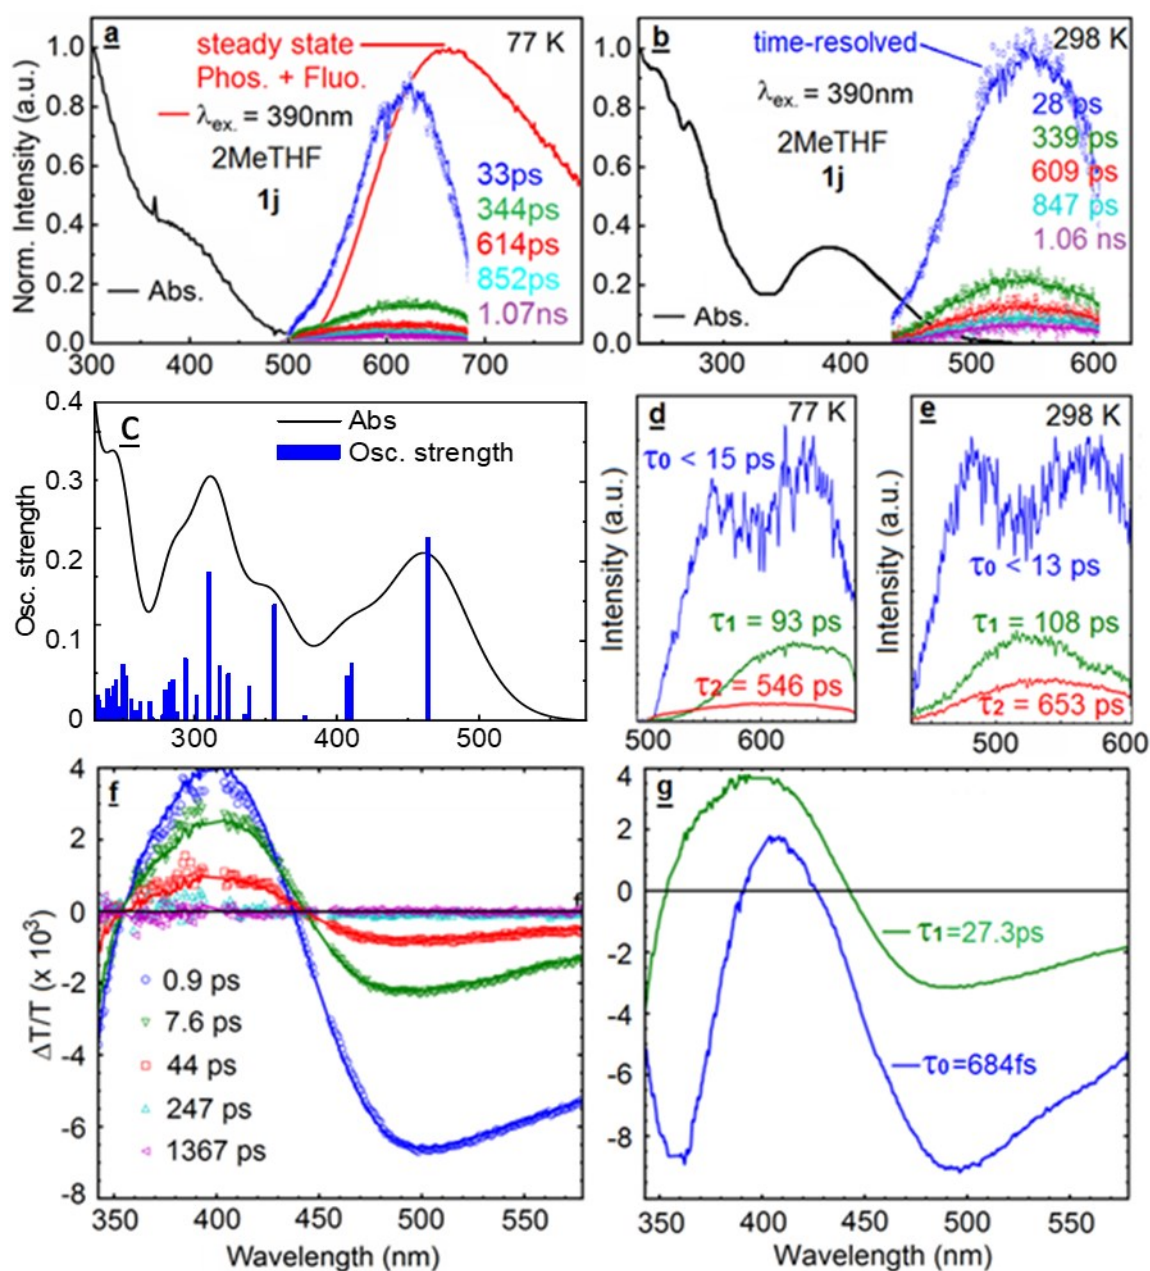 a
steady state
Phos. + Fluo.
λex. = 390nm
2MeTHF
1j
77 K
33ps
344ps
614ps
852ps
1.07ns
Abs.
Norm. Intensity (a.u.)
1.0
0.8
0.6
0.4
0.2
0.0
300
400
500
600
700
b
time-resolved
298 K
λex. = 390nm
2MeTHF
1j
28 ps
339 ps
609 ps
847 ps
1.06 ns
Abs.
1.0
0.8
0.6
0.4
0.2
0.0
300
400
500
600
c
Abs
Osc. strength
Osc. strength
0.4
0.3
0.2
0.1
0
300
400
500
d
77 K
τ0 < 15 ps
τ1 = 93 ps
τ2 = 546 ps
Intensity (a.u.)
500
600
e
298 K
τ0 < 13 ps
τ1 = 108 ps
τ2 = 653 ps
Intensity (a.u.)
500
600
f
ΔT/T (x 10³)
4
2
0
-2
-4
-6
-8
f
0.9 ps
7.6 ps
44 ps
247 ps
1367 ps
350
400
450
500
550
Wavelength (nm)
g
4
2
0
-2
-4
-6
-8
τ1=27.3ps
τ0=684fs
350
400
450
500
550
Wavelength (nm)